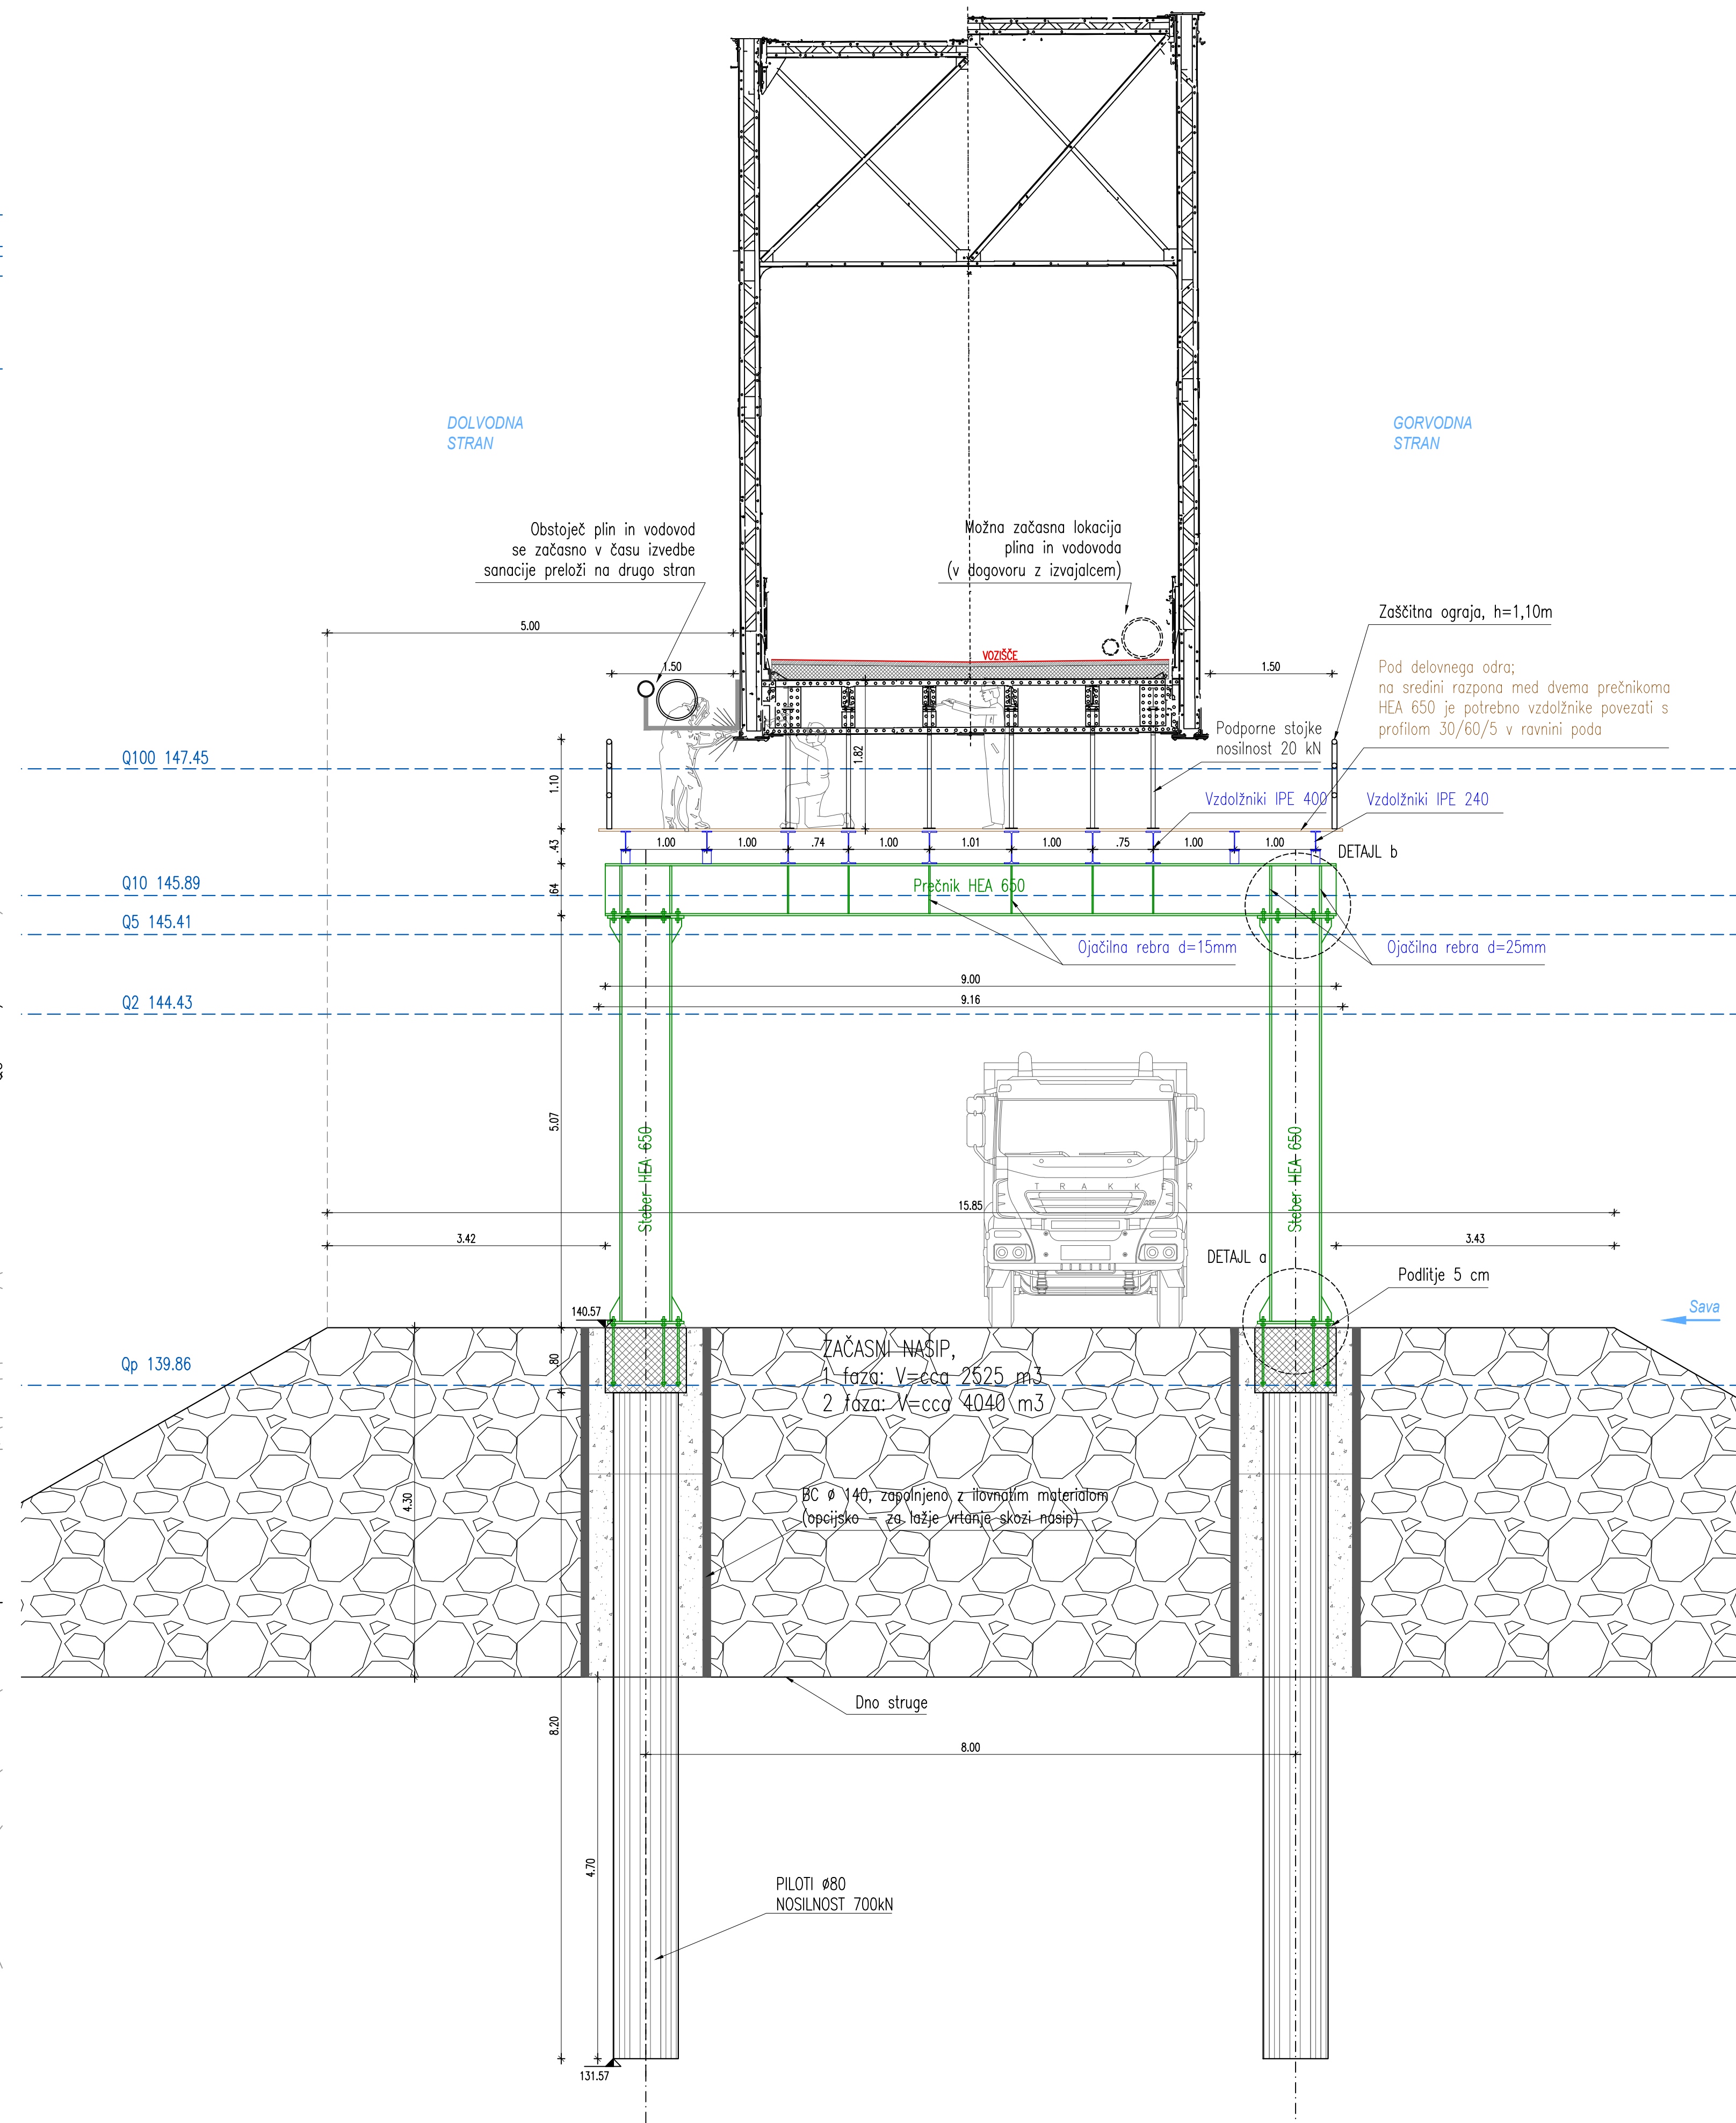 DOLVODNA
STRAN
GORVODNA
STRAN
Obstoječ plin in vodovod
se začasno v času izvedbe
sanacije preloži na drugo stran
Možna začasna lokacija
plina in vodovoda
(v dogovoru z izvajalcem)
Zaščitna ograja, h=1,10m
5.00
VOZIŠČE
1.50
1.50
Pod delovnega odra;
na sredini razpona med dvema prečnikoma
HEA 650 je potrebno vzdolžnike povezati s
profilom 30/60/5 v ravnini poda
Podporne stojke
nosilnost 20 kN
Q100 147.45
1.82
1.10
Vzdolžniki IPE 400
Vzdolžniki IPE 240
.43
1.00
1.00
.74
1.00
1.01
1.00
.75
1.00
1.00
DETAJL b
Q10 145.89
.64
Prečnik HEA 650
Q5 145.41
Ojačilna rebra d=15mm
Ojačilna rebra d=25mm
9.00
Q2 144.43
9.16
5.07
Steber HEA 650
Steber HEA 650
TRAKKER
15.85
3.42
3.43
DETAJL a
Podlitje 5 cm
140.57
Sava
ZAČASNI NASIP,
1 faza: V=cca 2525 m3
2 faza: V=cca 4040 m3
Qp 139.86
.80
4.30
BC ø 140, zapolnjeno z ilovnatim materialom
(opcijsko – za lažje vrtanje skozi nasip)
Dno struge
8.20
8.00
4.70
PILOTI ø80
NOSILNOST 700kN
131.57